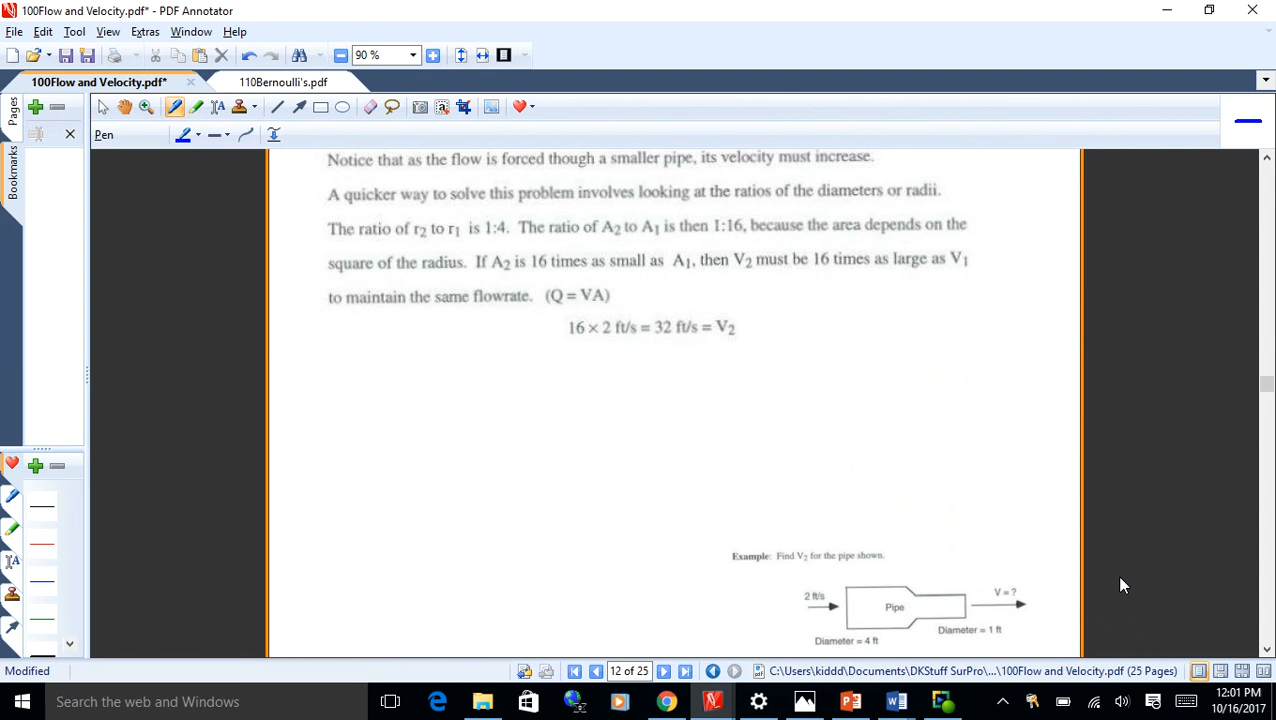 100Flow and Velocity.pdf* - PDF Annotator
File Edit Tool View Extras Window Help
90 %
100Flow and Velocity.pdf* 110Bernoulli's.pdf
Pages
Bookmarks
Pen
Notice that as the flow is forced though a smaller pipe, its velocity must increase.
A quicker way to solve this problem involves looking at the ratios of the diameters or radii.
The ratio of r2 to r1 is 1:4. The ratio of A2 to A1 is then 1:16, because the area depends on the
square of the radius. If A2 is 16 times as small as A1, then V2 must be 16 times as large as V1
to maintain the same flowrate. (Q = VA)
16 × 2 ft/s = 32 ft/s = V2
Example: Find V2 for the pipe shown.
2 ft/s
V = ?
Pipe
Diameter = 1 ft
Diameter = 4 ft
Modified 12 of 25 C:\Users\kiddd\Documents\DKStuff SurPro\...\100Flow and Velocity.pdf (25 Pages)
Search the web and Windows
12:01 PM
10/16/2017